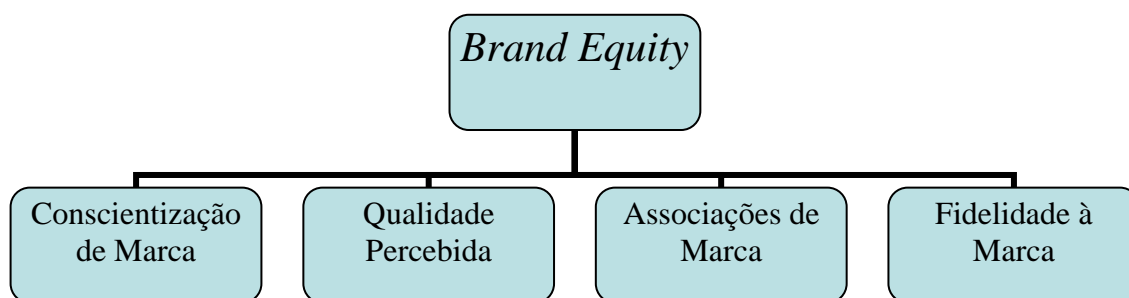 Brand Equity
Conscientização
de Marca
Qualidade
Percebida
Associações de
Marca
Fidelidade à
Marca